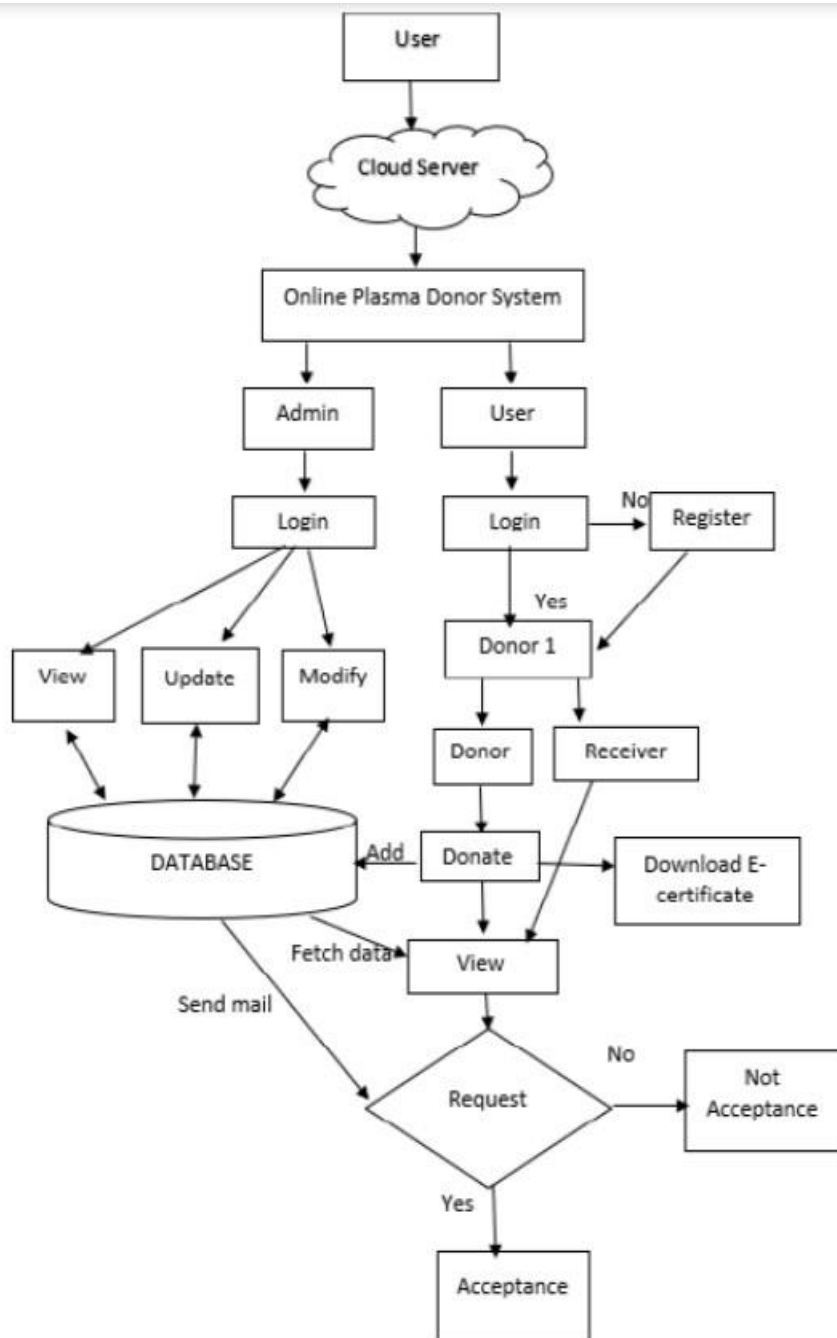 User
Cloud Server
Online Plasma Donor System
Admin
User
Login
Login
No
Register
Yes
Donor 1
View
Update
Modify
Donor
Receiver
DATABASE
Add
Donate
Download E-
certificate
Fetch data
View
Send mail
Request
No
Not
Acceptance
Yes
Acceptance